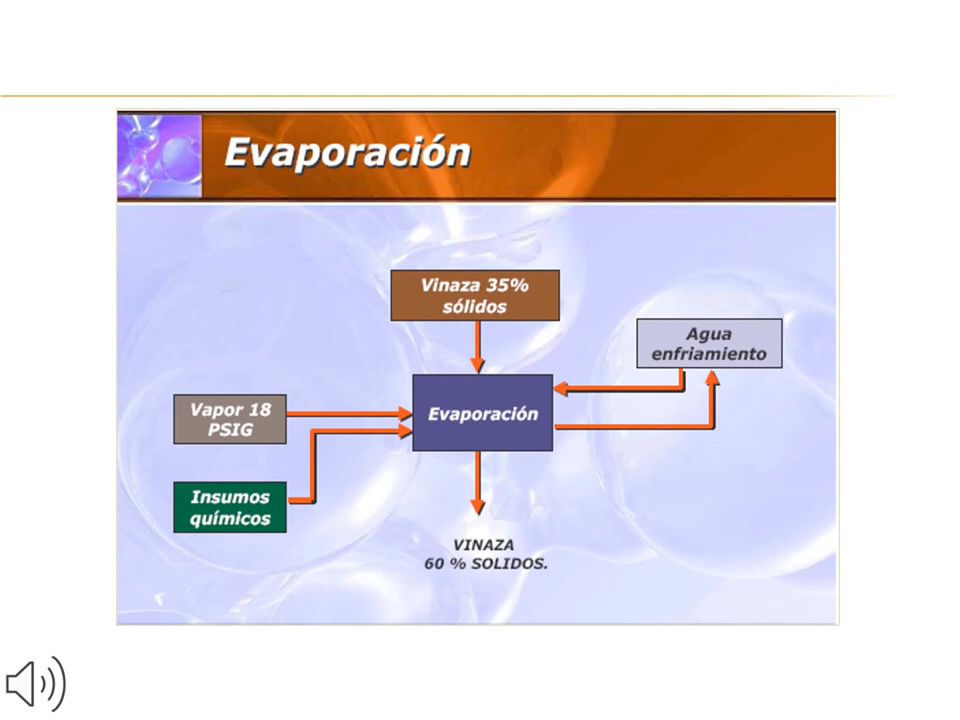 Evaporación
Vinaza 35%
sólidos
Agua
enfriamiento
Vapor 18
PSIG
Evaporación
Insumos
químicos
VINAZA
60 % SOLIDOS.